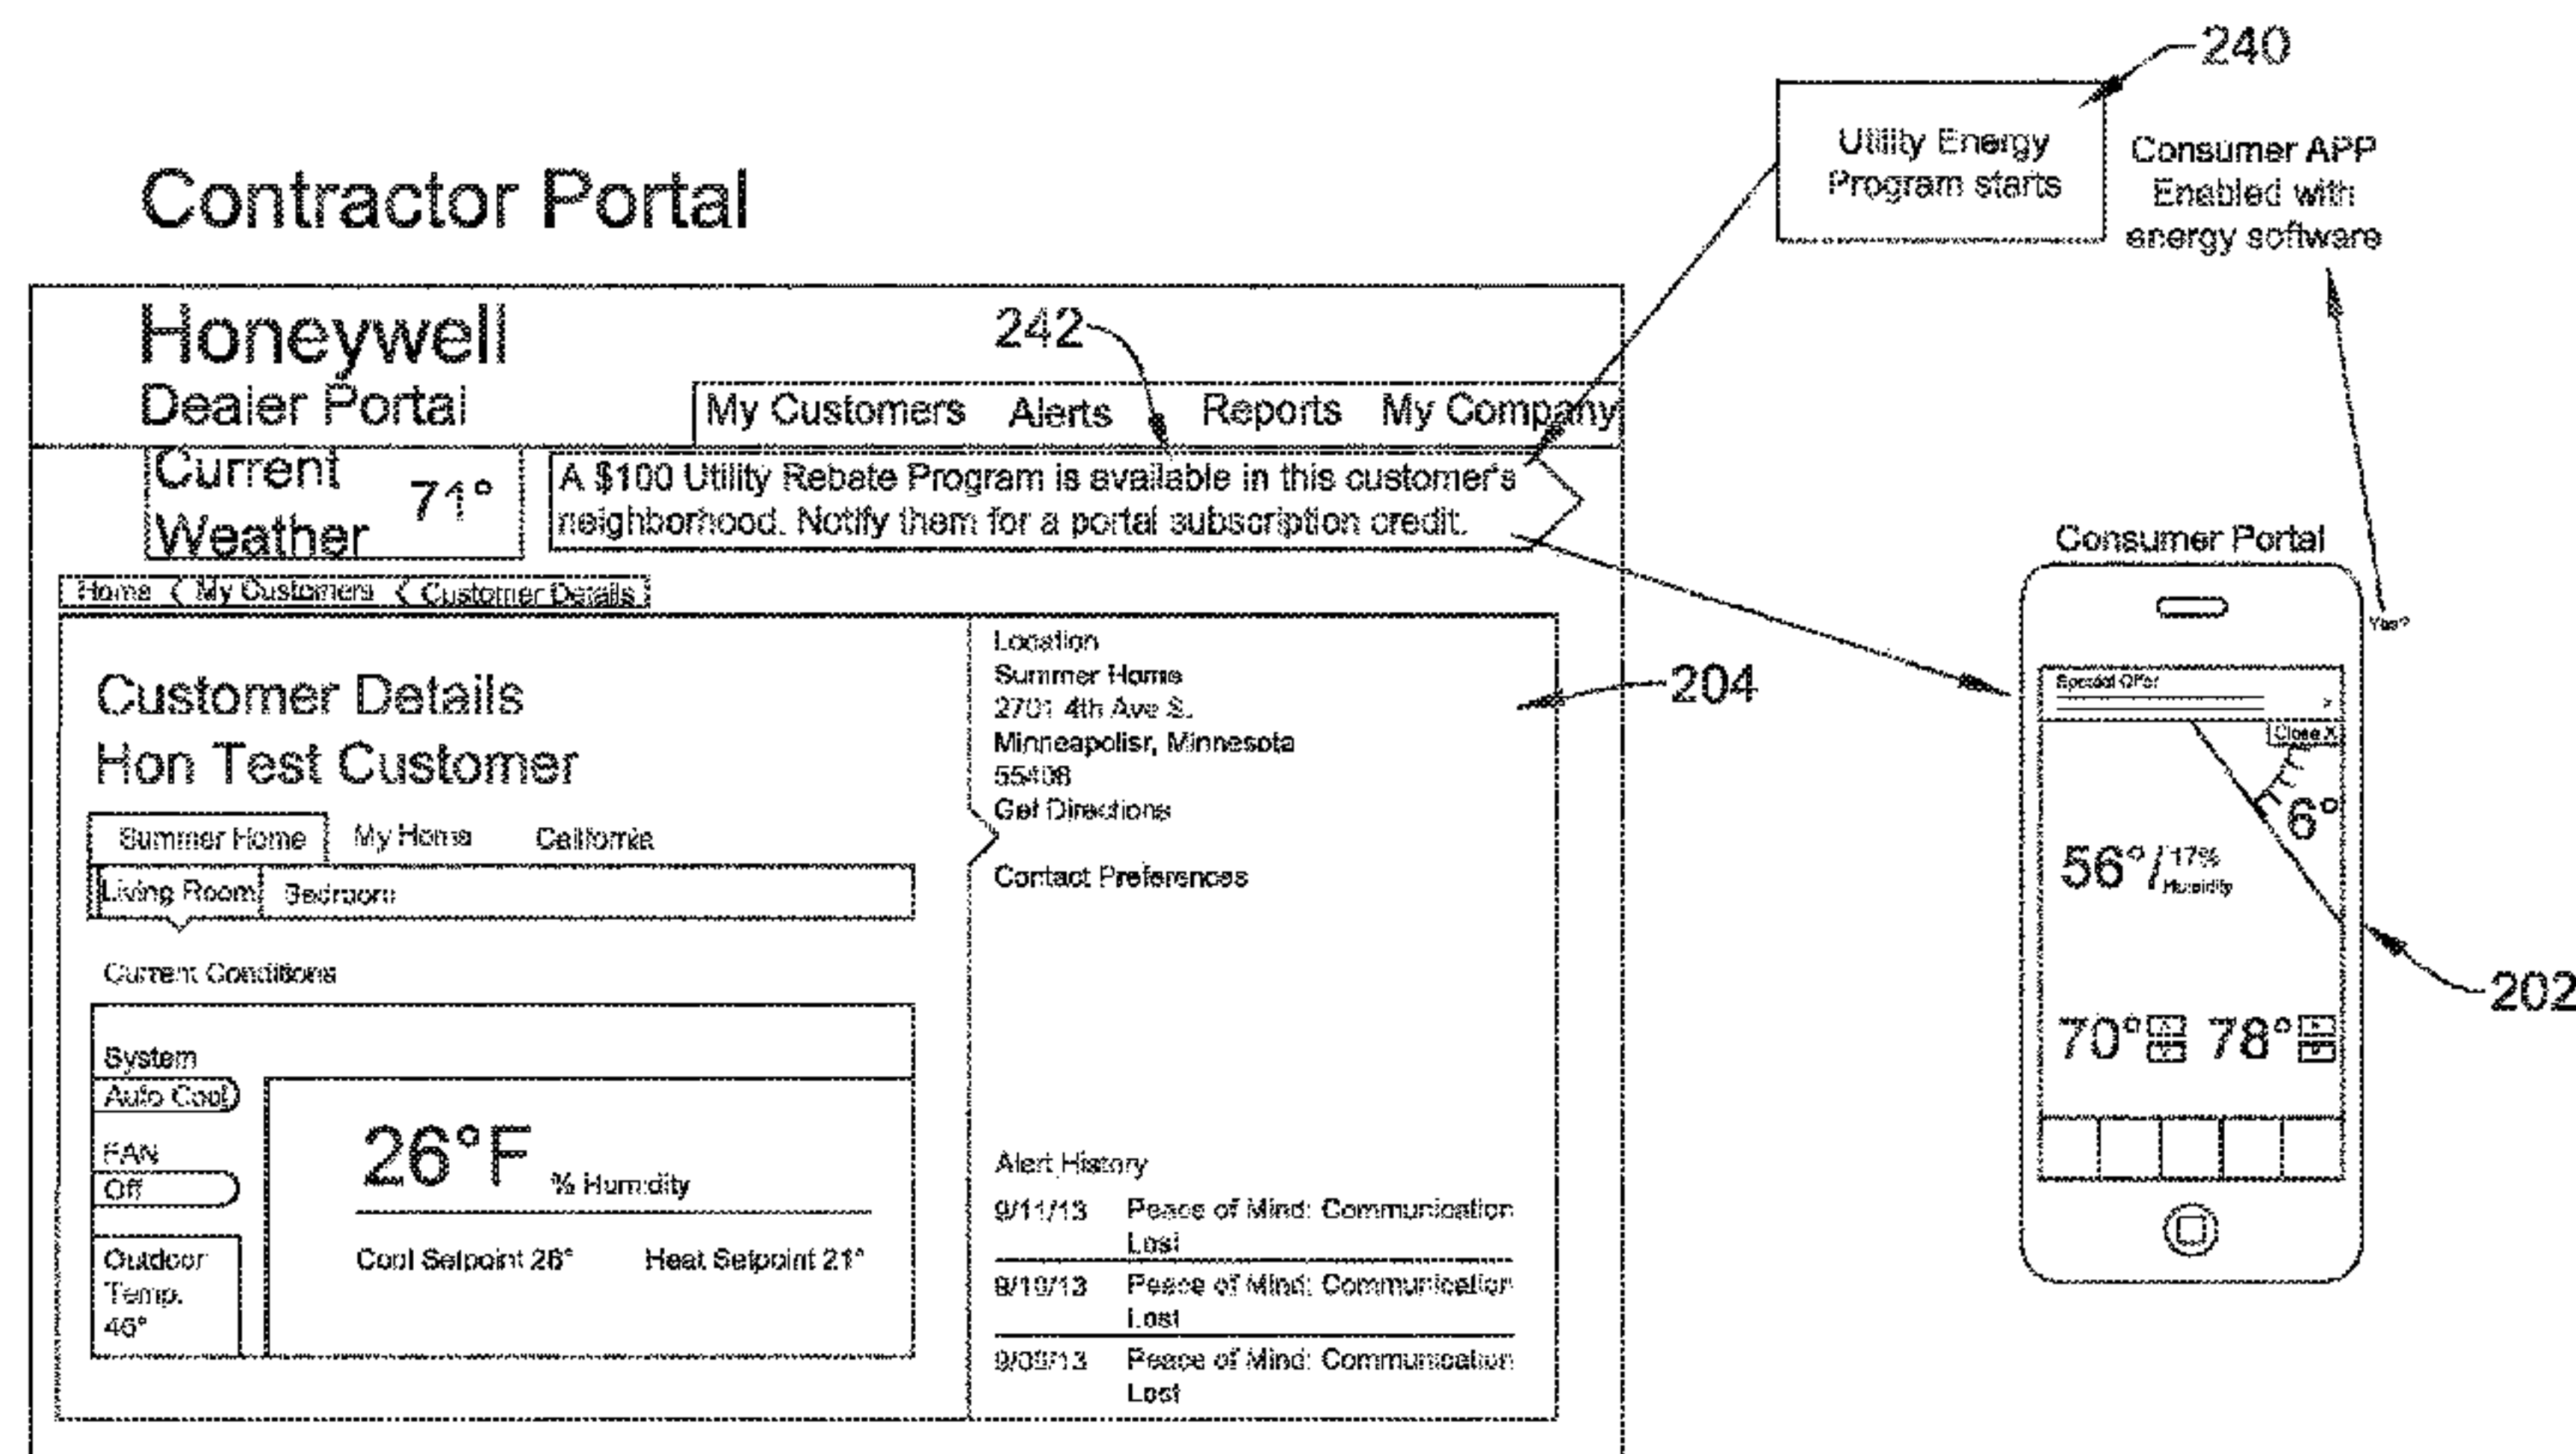 240
Utility Energy
Program starts
Consumer APP
Enabled with
energy software
Contractor Portal
Honeywell
Dealer Portal
242
My Customers Alerts Reports My Company
Current
Weather
71°
A $100 Utility Rebate Program is available in this customer's
neighborhood. Notify them for a portal subscription credit.
Home My Customers Customer Details
Customer Details
Hon Test Customer
Summer Home My Home California
Living Room Bedroom
Current Conditions
System
Auto Cool
FAN
Off
Outdoor
Temp.
26°F
% Humidity
Cool Setpoint 26° Heat Setpoint 21°
Location
Summer Home
2701 4th Ave S.
Minneapolisr, Minnesota
55408
Get Directions
Contact Preferences
204
Alert History
9/11/13 Peace of Mind: Communication
Lost
9/10/13 Peace of Mind: Communication
Lost
9/09/13 Peace of Mind: Communication
Lost
Consumer Portal
Yes?
Special Offer
Close X
6°
56°/17%
Humidity
70° 78°
202